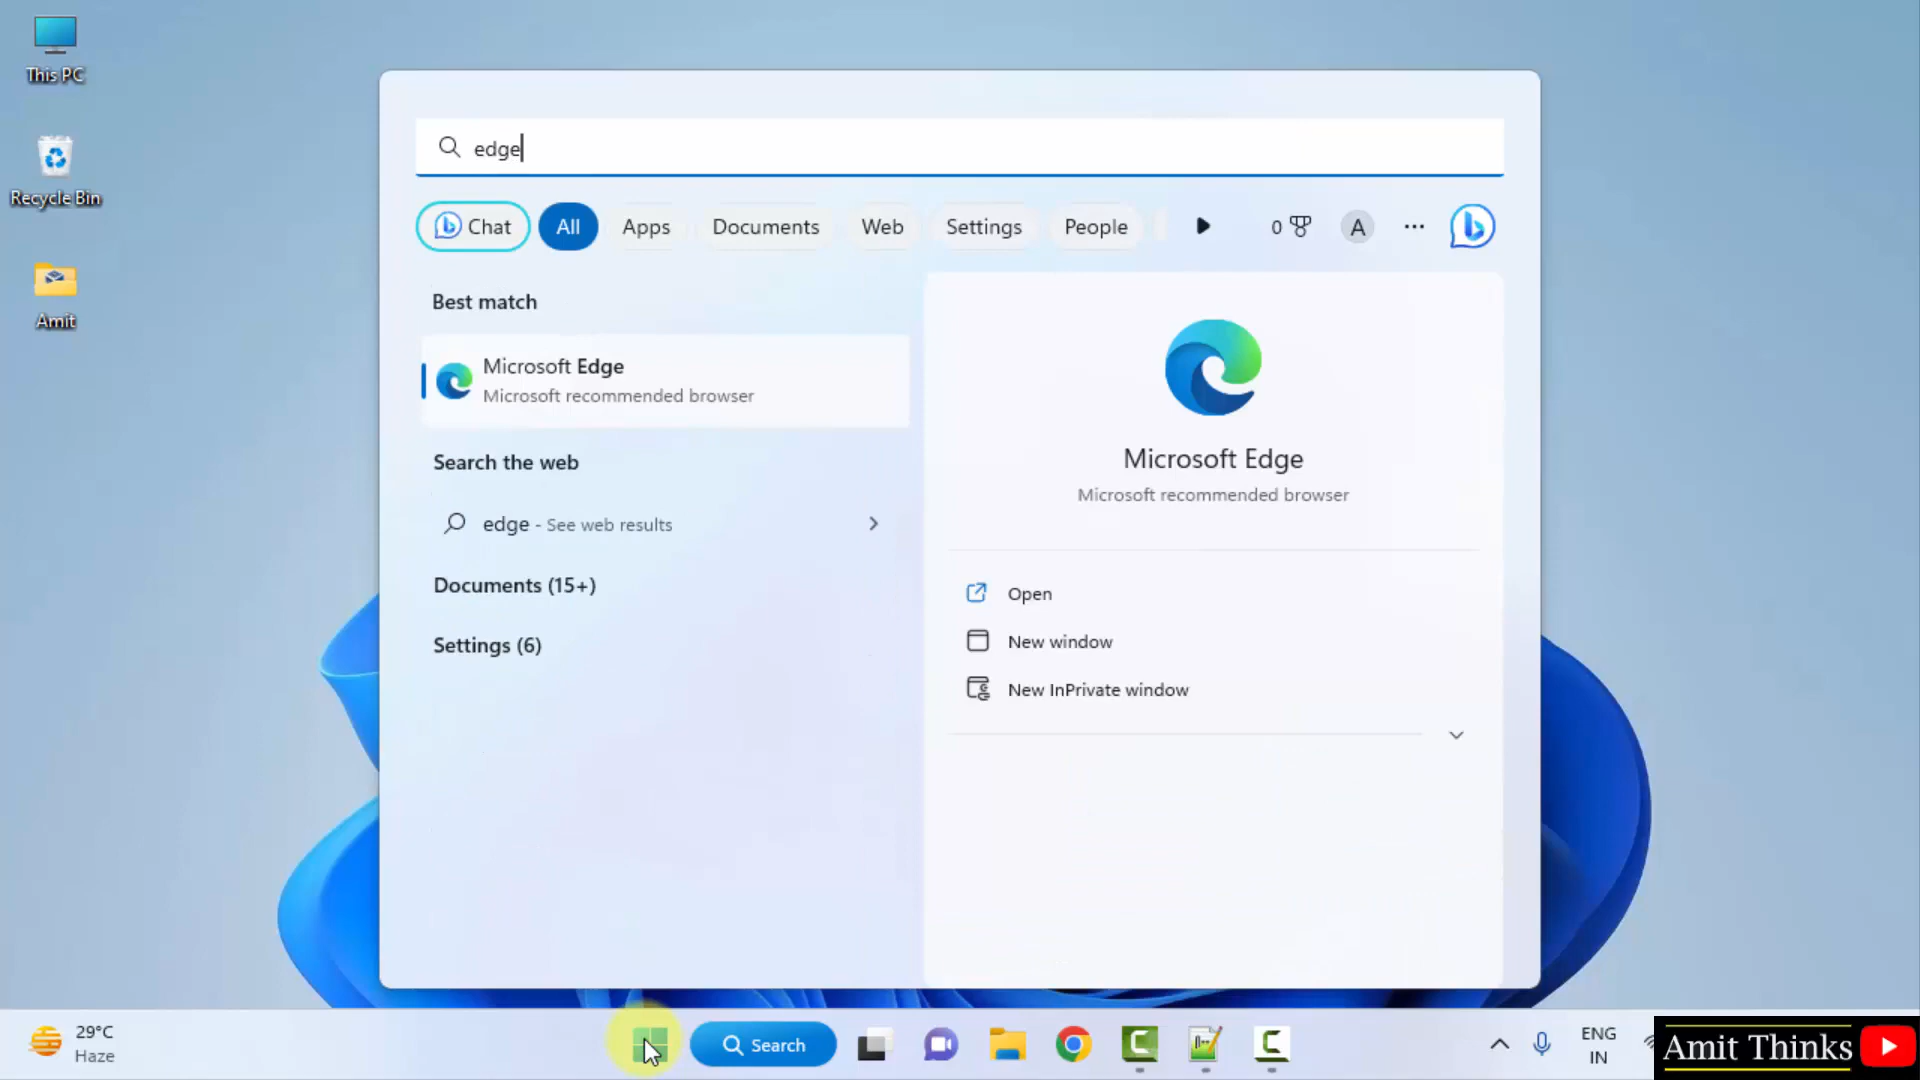 This PC
Recycle Bin
Amit
edge
Chat
All
Apps
Documents
Web
Settings
People
0
A
Best match
Microsoft Edge
Microsoft recommended browser
Search the web
edge - See web results
Documents (15+)
Settings (6)
Microsoft Edge
Microsoft recommended browser
Open
New window
New InPrivate window
29°C
Haze
Search
ENG
IN
Amit Thinks